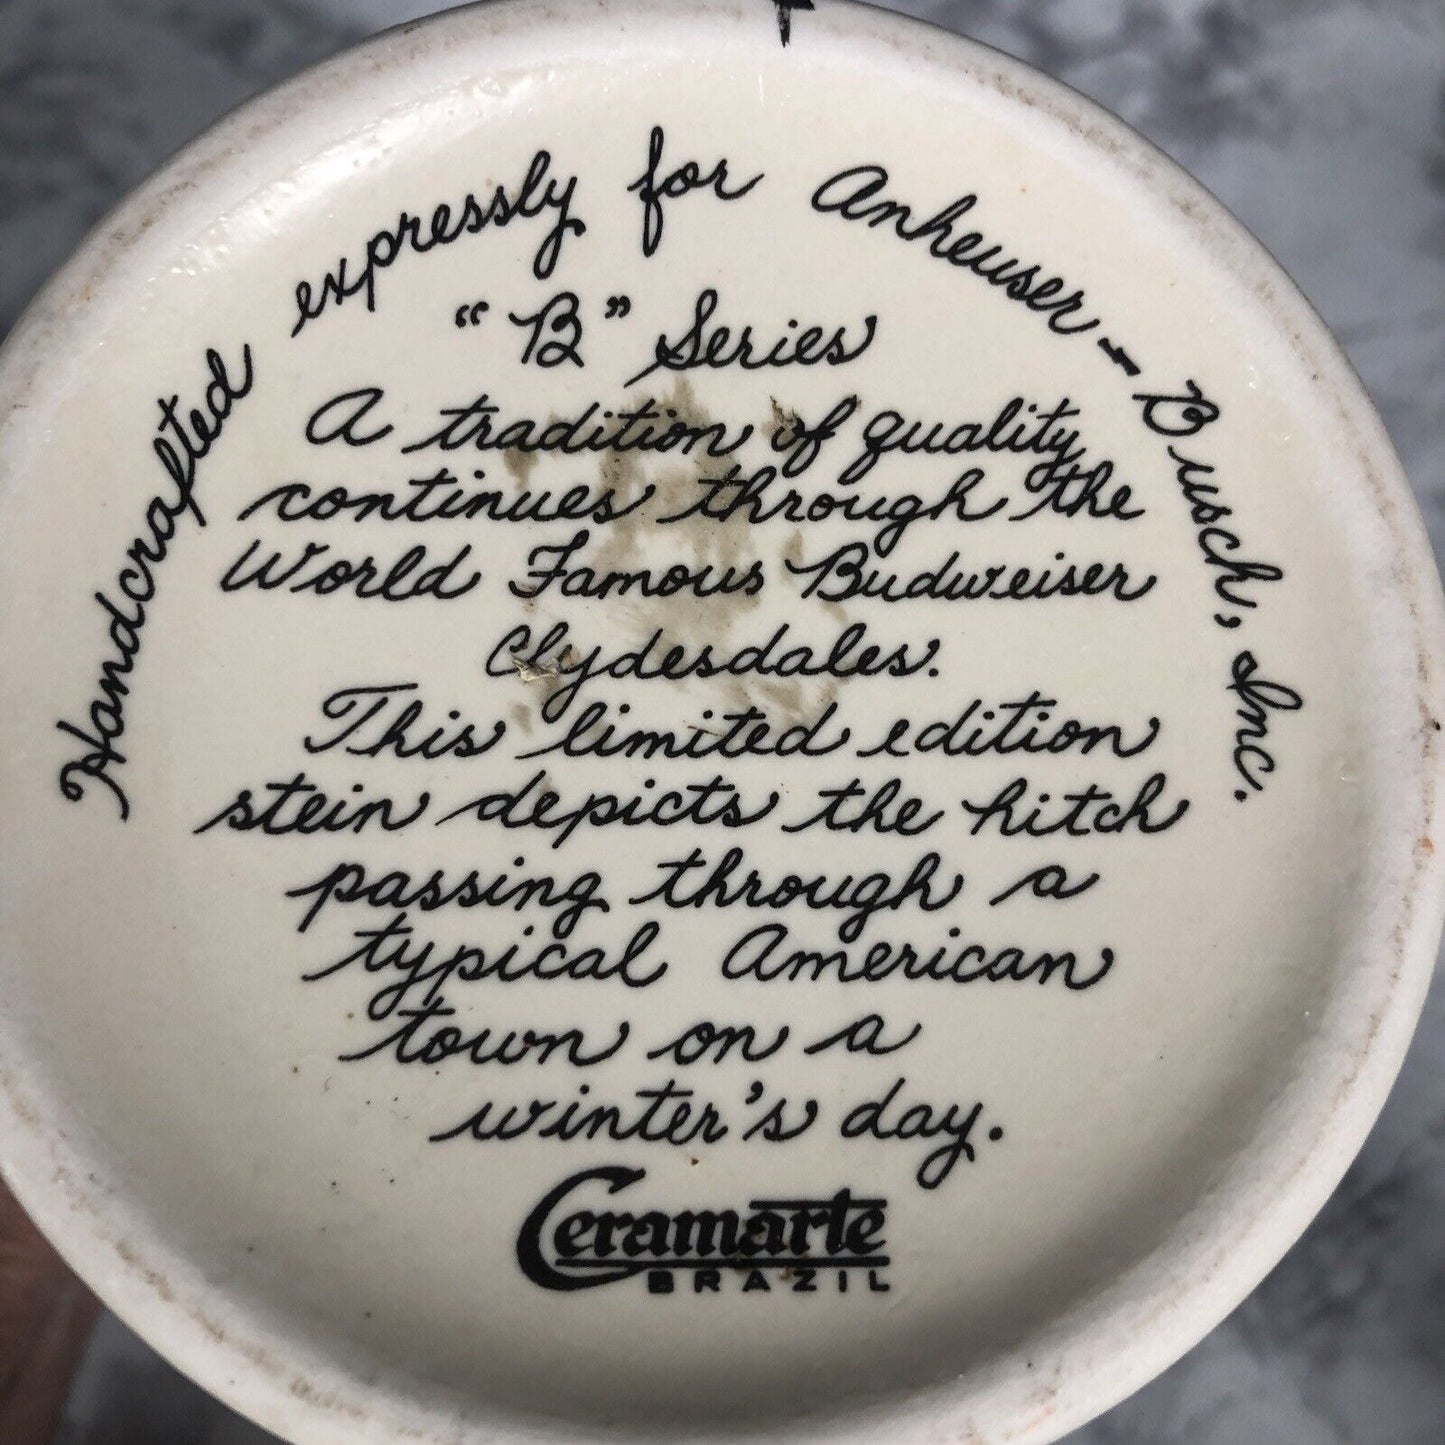 Handcrafted expressly for Anheuser-Busch, Inc.
"B" Series
A tradition of quality
continues through the
World Famous Budweiser
Clydesdales.
This limited edition
stein depicts the hitch
passing through a
typical American
town on a
winter's day.
Ceramarte
BRAZIL